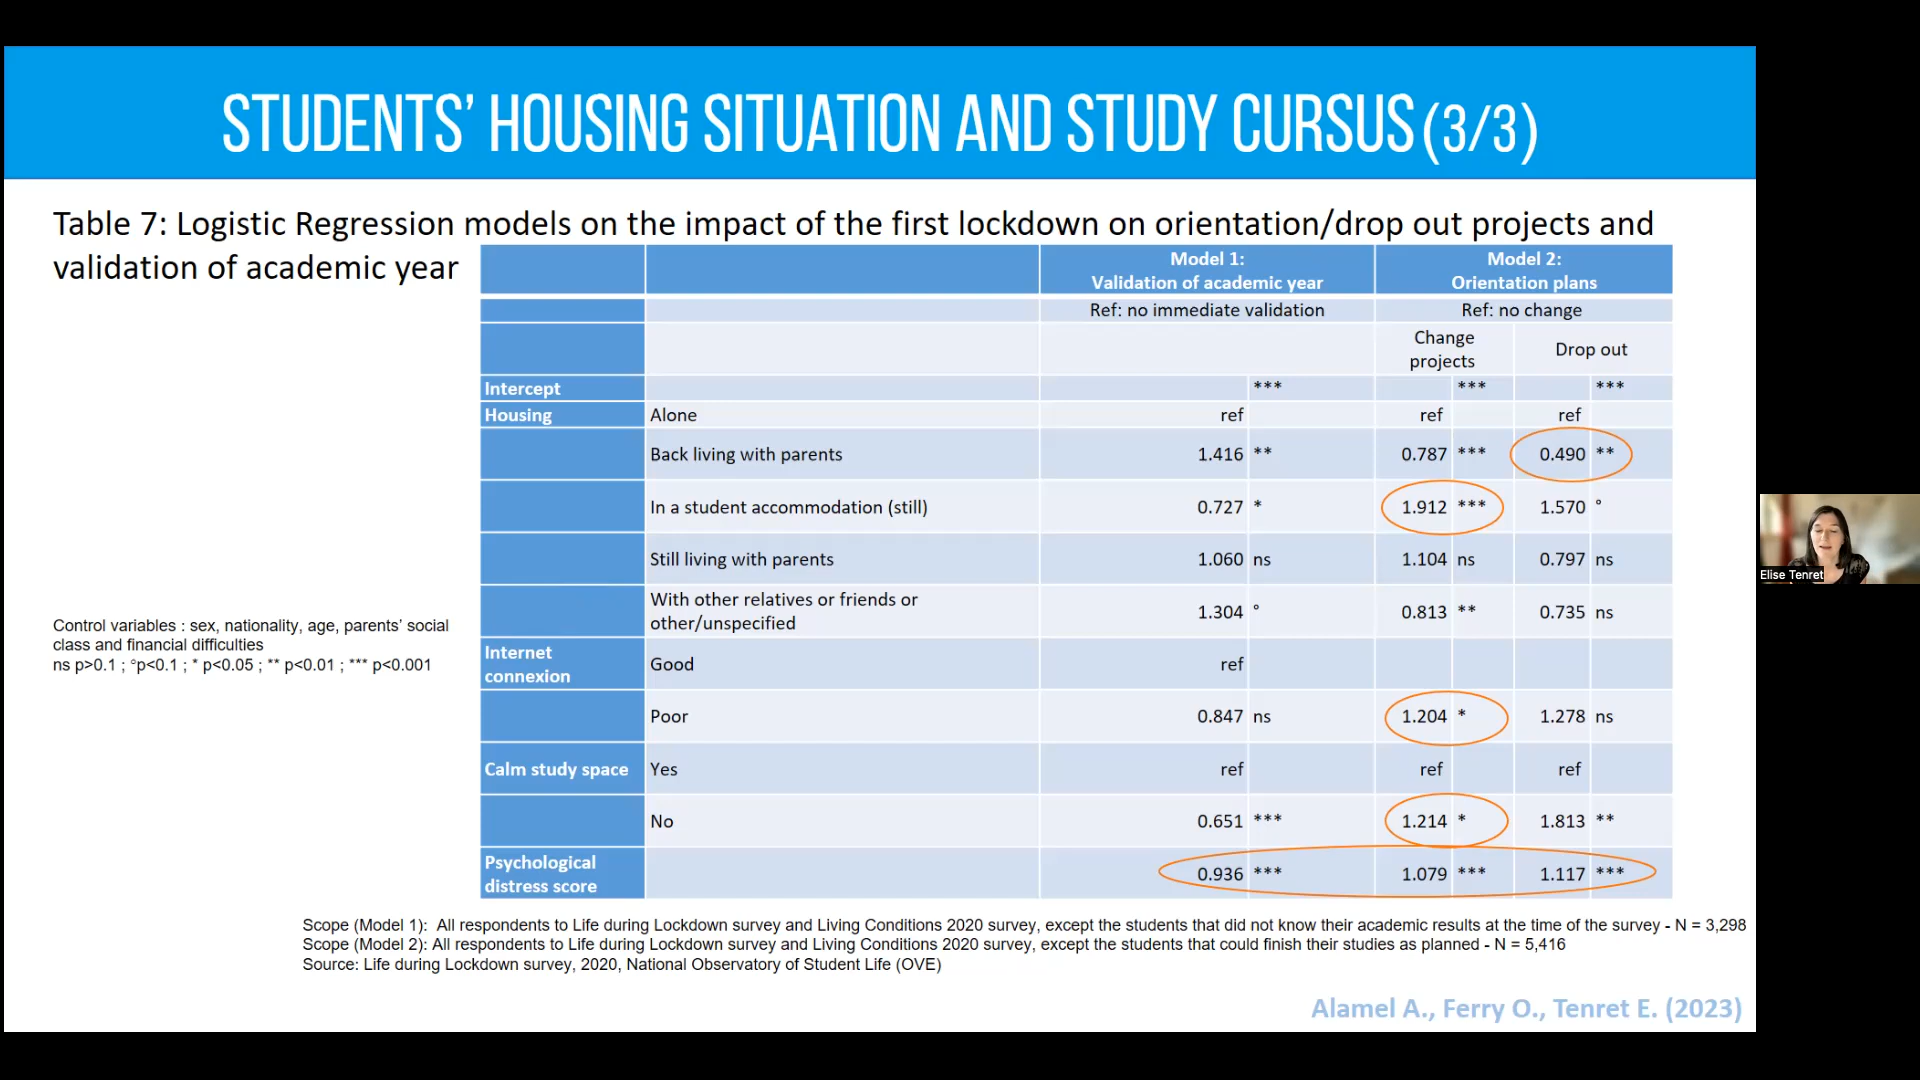 STUDENTS' HOUSING SITUATION AND STUDY CURSUS (3/3)
Table 7: Logistic Regression models on the impact of the first lockdown on orientation/drop out projects and
validation of academic year
Model 1:
Validation of academic year
Model 2:
Orientation plans
Ref: no immediate validation
Ref: no change
Change
projects
Drop out
Intercept *** *** ***
Housing Alone ref ref ref
Back living with parents 1.416 ** 0.787 *** 0.490 **
In a student accommodation (still) 0.727 * 1.912 *** 1.570 °
Still living with parents 1.060 ns 1.104 ns 0.797 ns
With other relatives or friends or
other/unspecified 1.304 ° 0.813 ** 0.735 ns
Internet
connexion Good ref
Poor 0.847 ns 1.204 * 1.278 ns
Calm study space Yes ref ref ref
No 0.651 *** 1.214 * 1.813 **
Psychological
distress score 0.936 *** 1.079 *** 1.117 ***
Control variables : sex, nationality, age, parents' social
class and financial difficulties
ns p>0.1 ; °p<0.1 ; * p<0.05 ; ** p<0.01 ; *** p<0.001
Scope (Model 1): All respondents to Life during Lockdown survey and Living Conditions 2020 survey, except the students that did not know their academic results at the time of the survey - N = 3,298
Scope (Model 2): All respondents to Life during Lockdown survey and Living Conditions 2020 survey, except the students that could finish their studies as planned - N = 5,416
Source: Life during Lockdown survey, 2020, National Observatory of Student Life (OVE)
Alamel A., Ferry O., Tenret E. (2023)
Elise Tenret